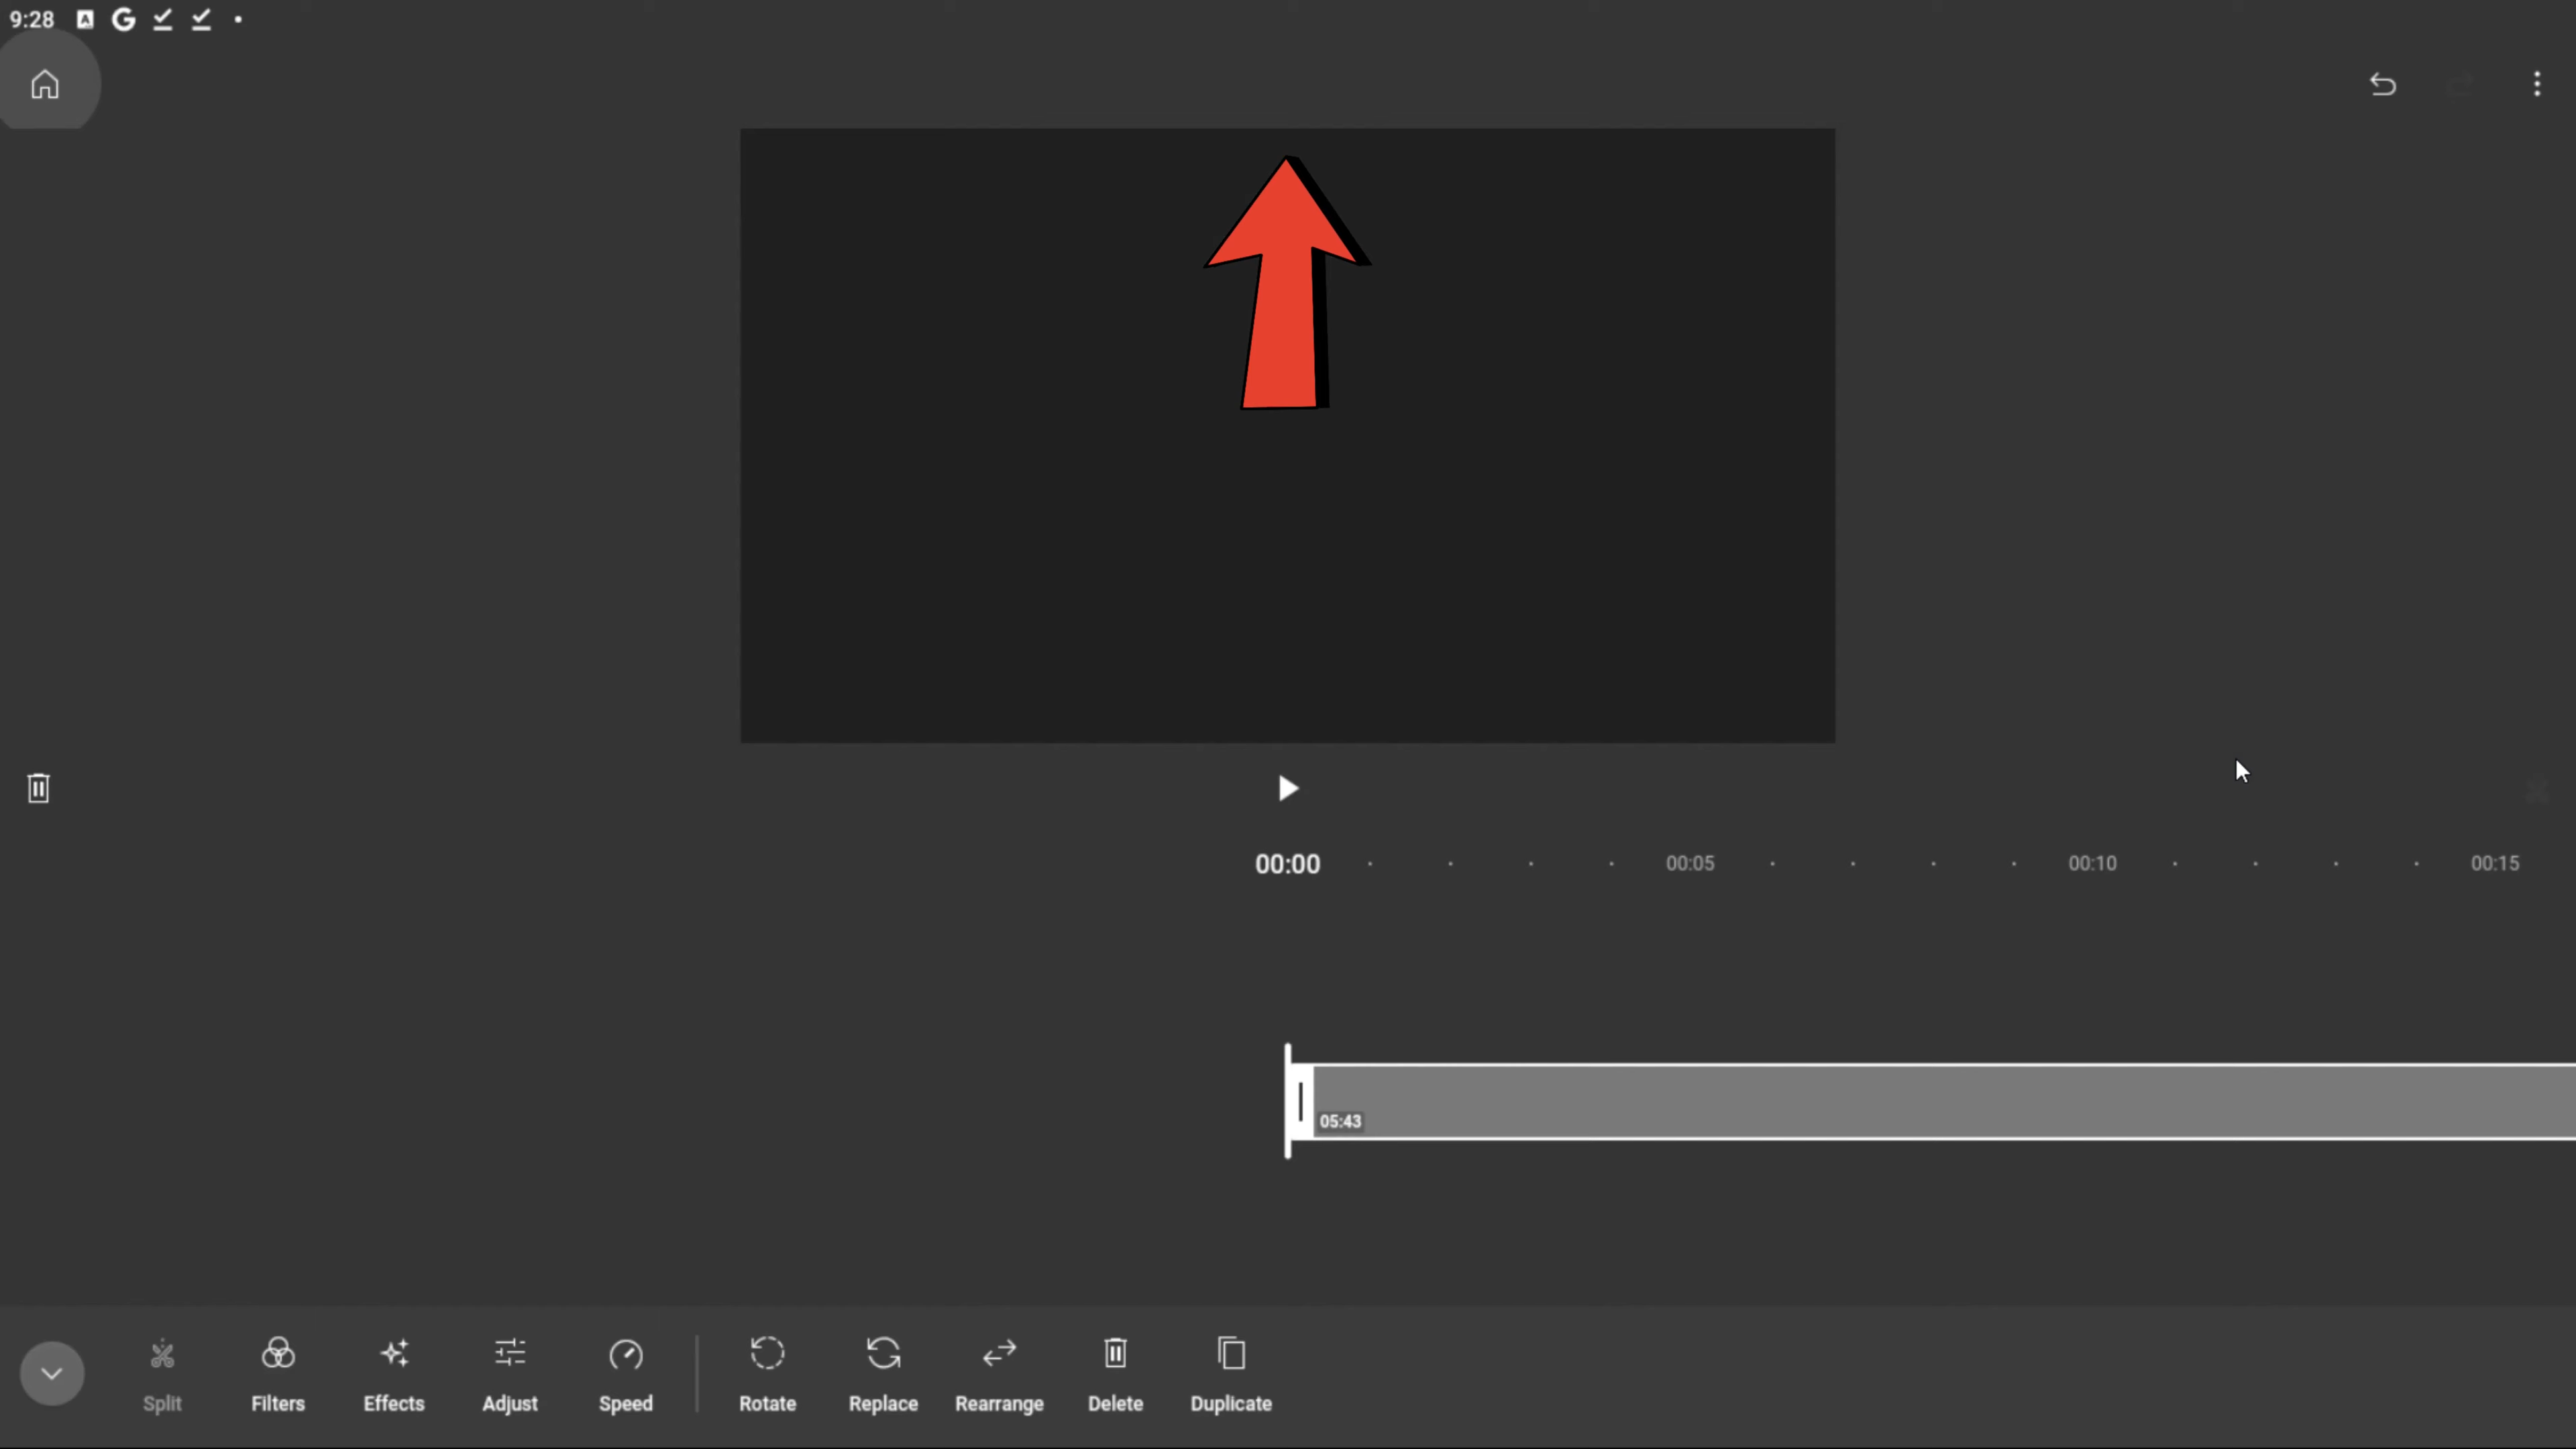 9:28
00:00 00:05 00:10 00:15
05:43
Split Filters Effects Adjust Speed Rotate Replace Rearrange Delete Duplicate